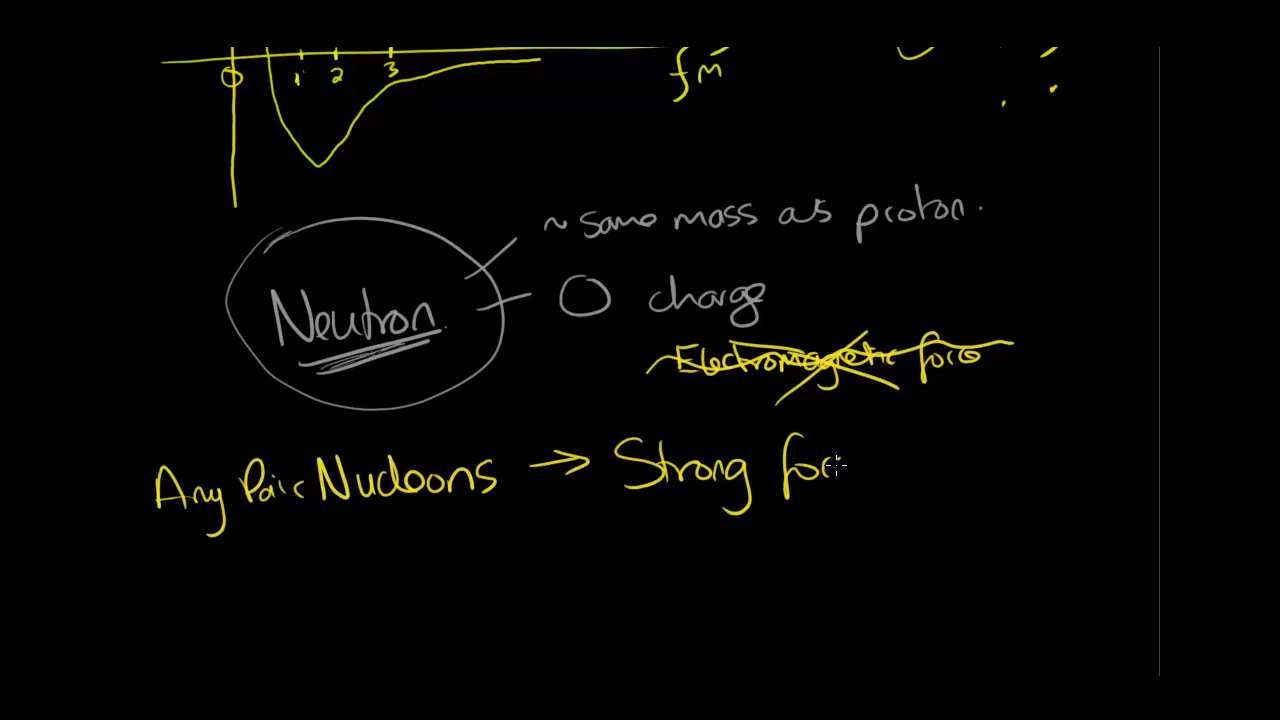 0 1 2 3 fm
~ same mass as proton.
Neutron
0 charge
Electromagnetic force
Any Pair Nucleons → Strong for